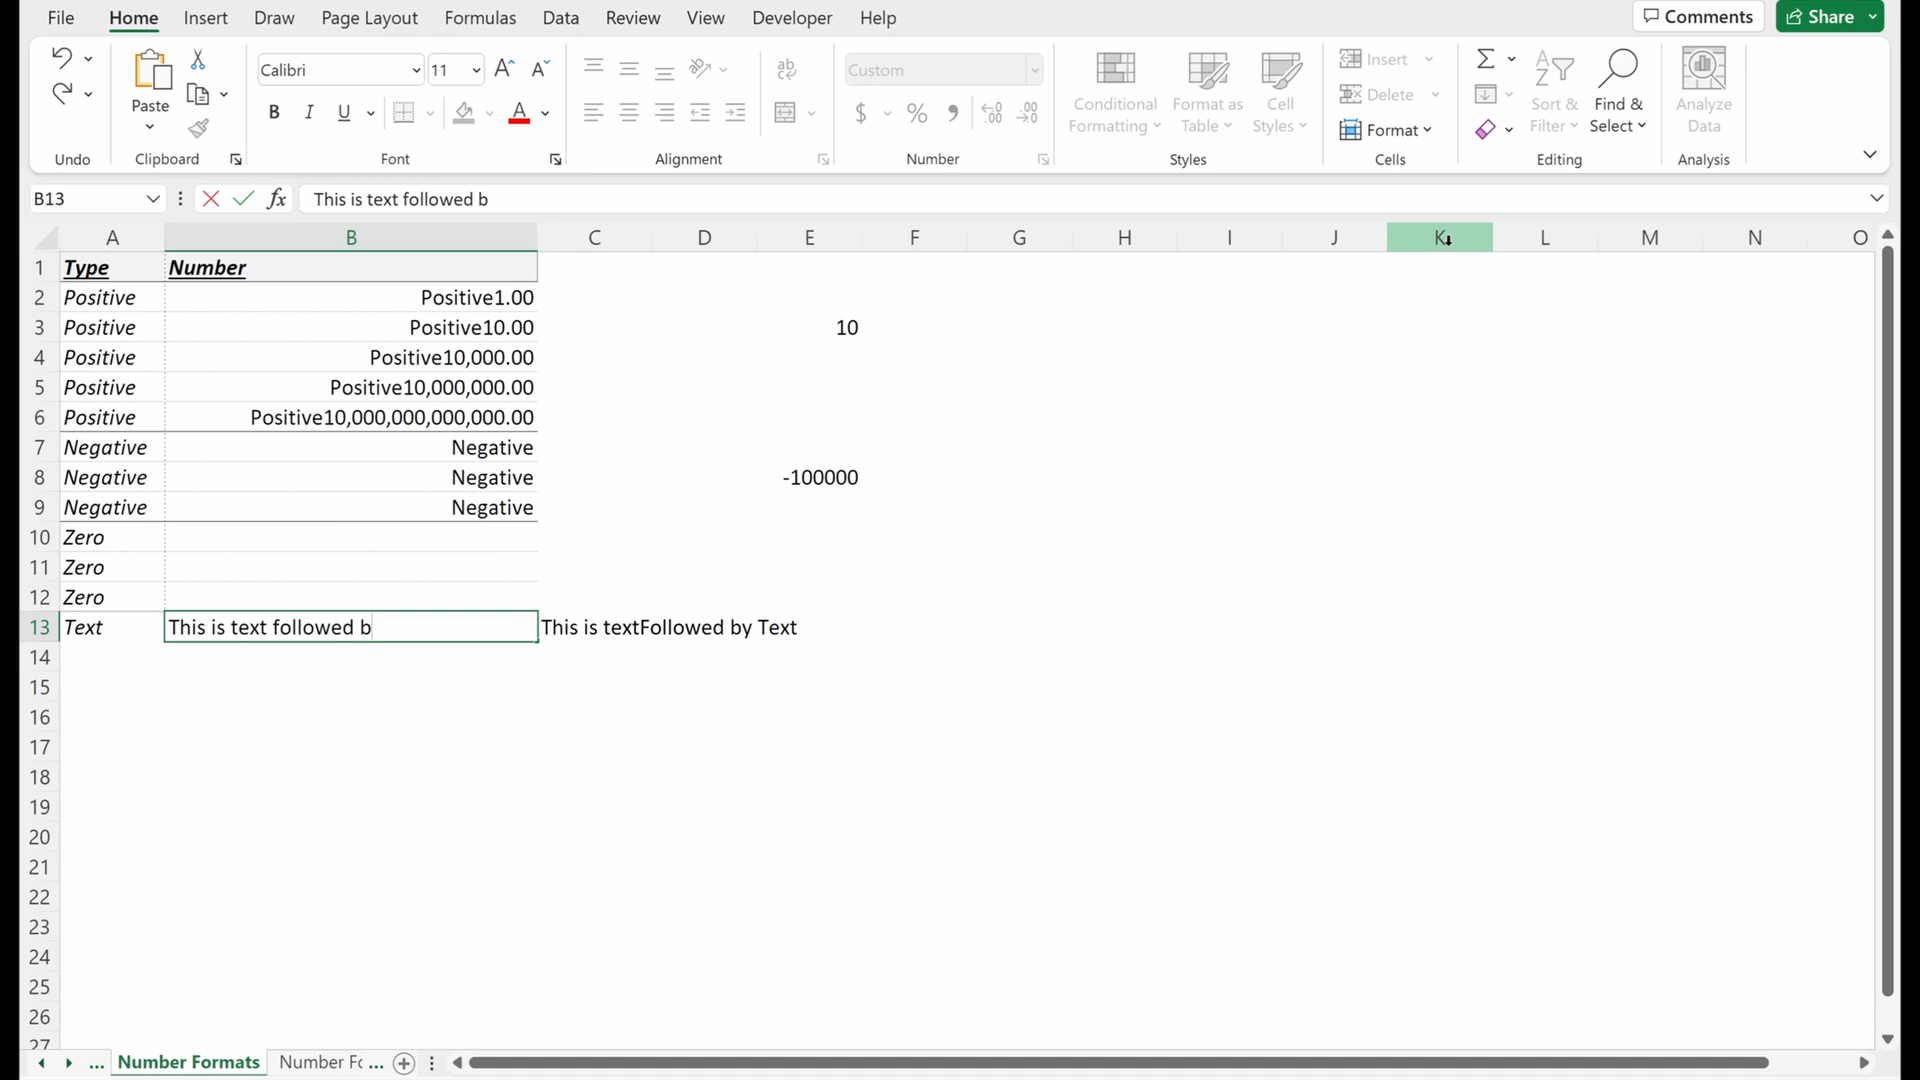 File Home Insert Draw Page Layout Formulas Data Review View Developer Help Comments Share
Undo
Paste
Clipboard
Calibri 11
B I U
Font
Alignment
Custom
$ % 9
Number
Conditional Formatting
Format as Table
Cell Styles
Styles
Insert
Delete
Format
Cells
Sort & Filter
Find & Select
Editing
Analyze Data
Analysis
B13 fx This is text followed b
A B C D E F G H I J K L M N O
1 Type Number
2 Positive Positive1.00
3 Positive Positive10.00 10
4 Positive Positive10,000.00
5 Positive Positive10,000,000.00
6 Positive Positive10,000,000,000,000.00
7 Negative Negative
8 Negative Negative -100000
9 Negative Negative
10 Zero
11 Zero
12 Zero
13 Text This is text followed b This is textFollowed by Text
14
15
16
17
18
19
20
21
22
23
24
25
26
27
... Number Formats Number Fc ...